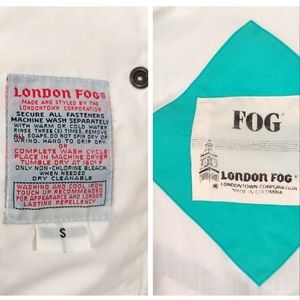 LONDON FOG®
MADE AND STYLED BY THE
LONDONTOWN CORPORATION
SECURE ALL FASTENERS
MACHINE WASH SEPARATELY
WITH WARM OR COLD WATER
RINSE THREE (3) TIMES. REMOVE
ALL SOAPS. DO NOT SPIN DRY OR
WRING. HANG TO DRIP DRY.
OR
COMPLETE WASH CYCLE
PLACE IN MACHINE DRYER
TUMBLE DRY AT 160°F
ONLY NON-CHLORINE BLEACH,
WHEN NEEDED
DRY CLEANABLE
WASHING AND COOL IRON
TOUCH UP RECOMMENDED
FOR APPEARANCE AND LONGER
LASTING REPELLENCY
S
FOG®
LONDON FOG®
LONDONTOWN CORPORATION
MADE IN COLOMBIA